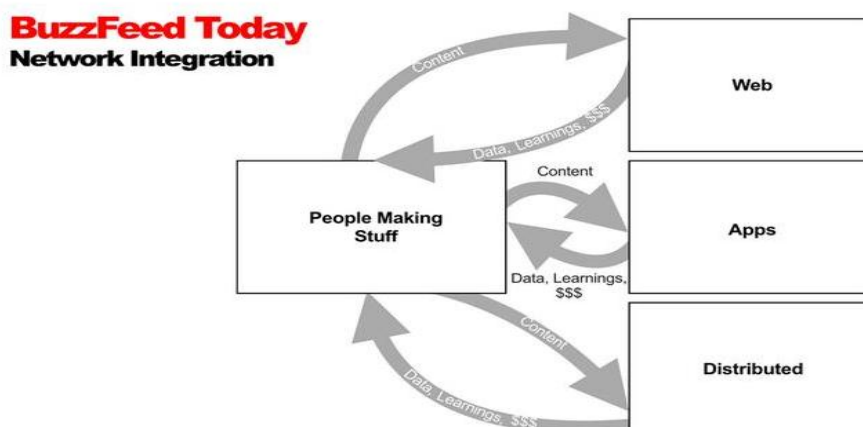 BuzzFeed Today
Network Integration
Content
Web
Data, Learnings, $$$
Content
People Making
Stuff
Apps
Data, Learnings,
$$$
Content
Distributed
Data, Learnings, $$$